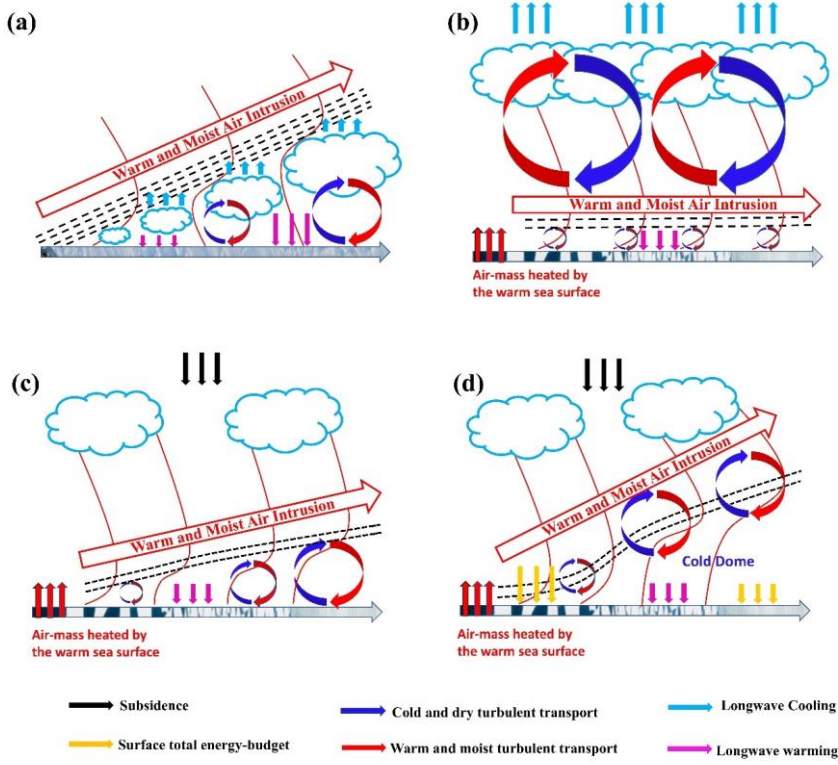 (a)
Warm and Moist Air Intrusion
(b)
Warm and Moist Air Intrusion
Air-mass heated by
the warm sea surface
(c)
Warm and Moist Air Intrusion
Air-mass heated by
the warm sea surface
(d)
Warm and Moist Air Intrusion
Cold Dome
Air-mass heated by
the warm sea surface
Subsidence
Cold and dry turbulent transport
Longwave Cooling
Surface total energy-budget
Warm and moist turbulent transport
Longwave warming